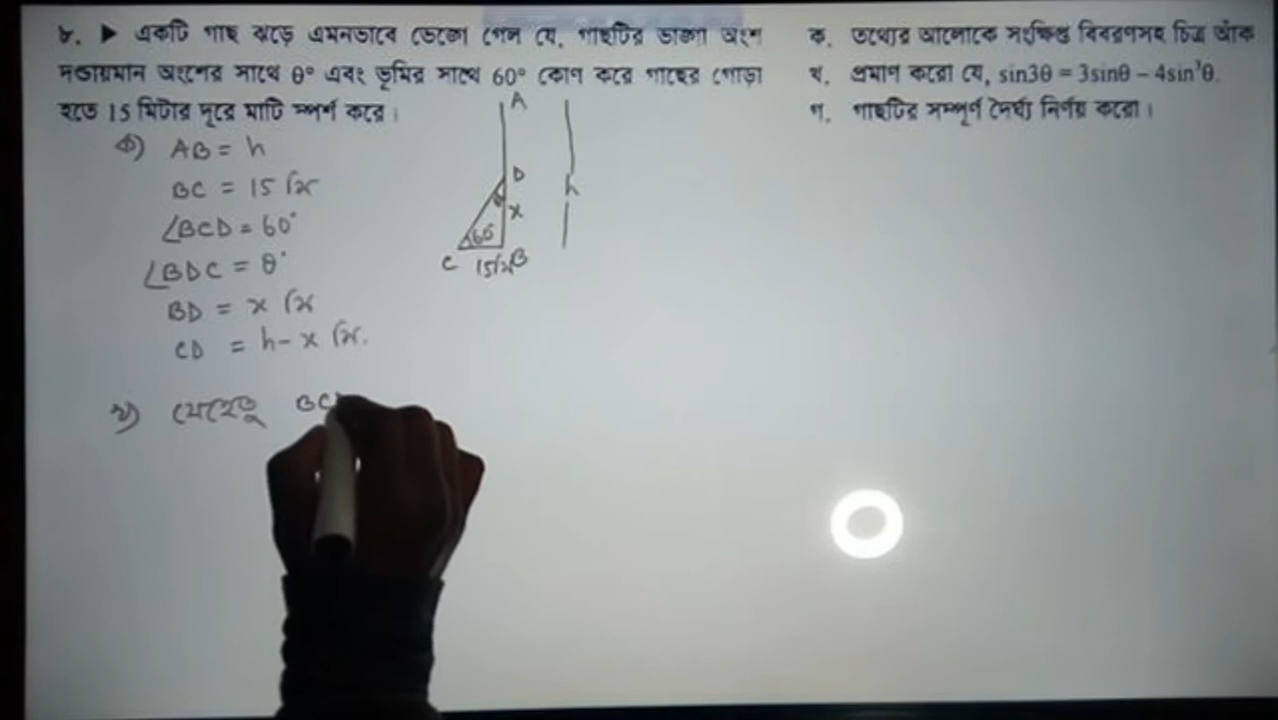 ৮. ▶ একটি গাছ ঝড়ে এমনভাবে ভেঙ্গে গেল যে, গাছটির ভাঙ্গা অংশ
দণ্ডায়মান অংশের সাথে θ° এবং ভূমির সাথে 60° কোণ করে গাছের গোড়া
হতে 15 মিটার দূরে মাটি স্পর্শ করে।
ক. তথ্যের আলোকে সংক্ষিপ্ত বিবরণসহ চিত্র আঁক
খ. প্রমাণ করো যে, sin3θ = 3sinθ − 4sin³θ.
গ. গাছটির সম্পূর্ণ দৈর্ঘ্য নির্ণয় করো।
ক) AB = h
BC = 15 মি
∠BCD = 60°
∠BDC = θ°
BD = x মি
CD = h − x মি.
A
D
h
θ
x
60
C 15মি B
খ) যেহেতু BC